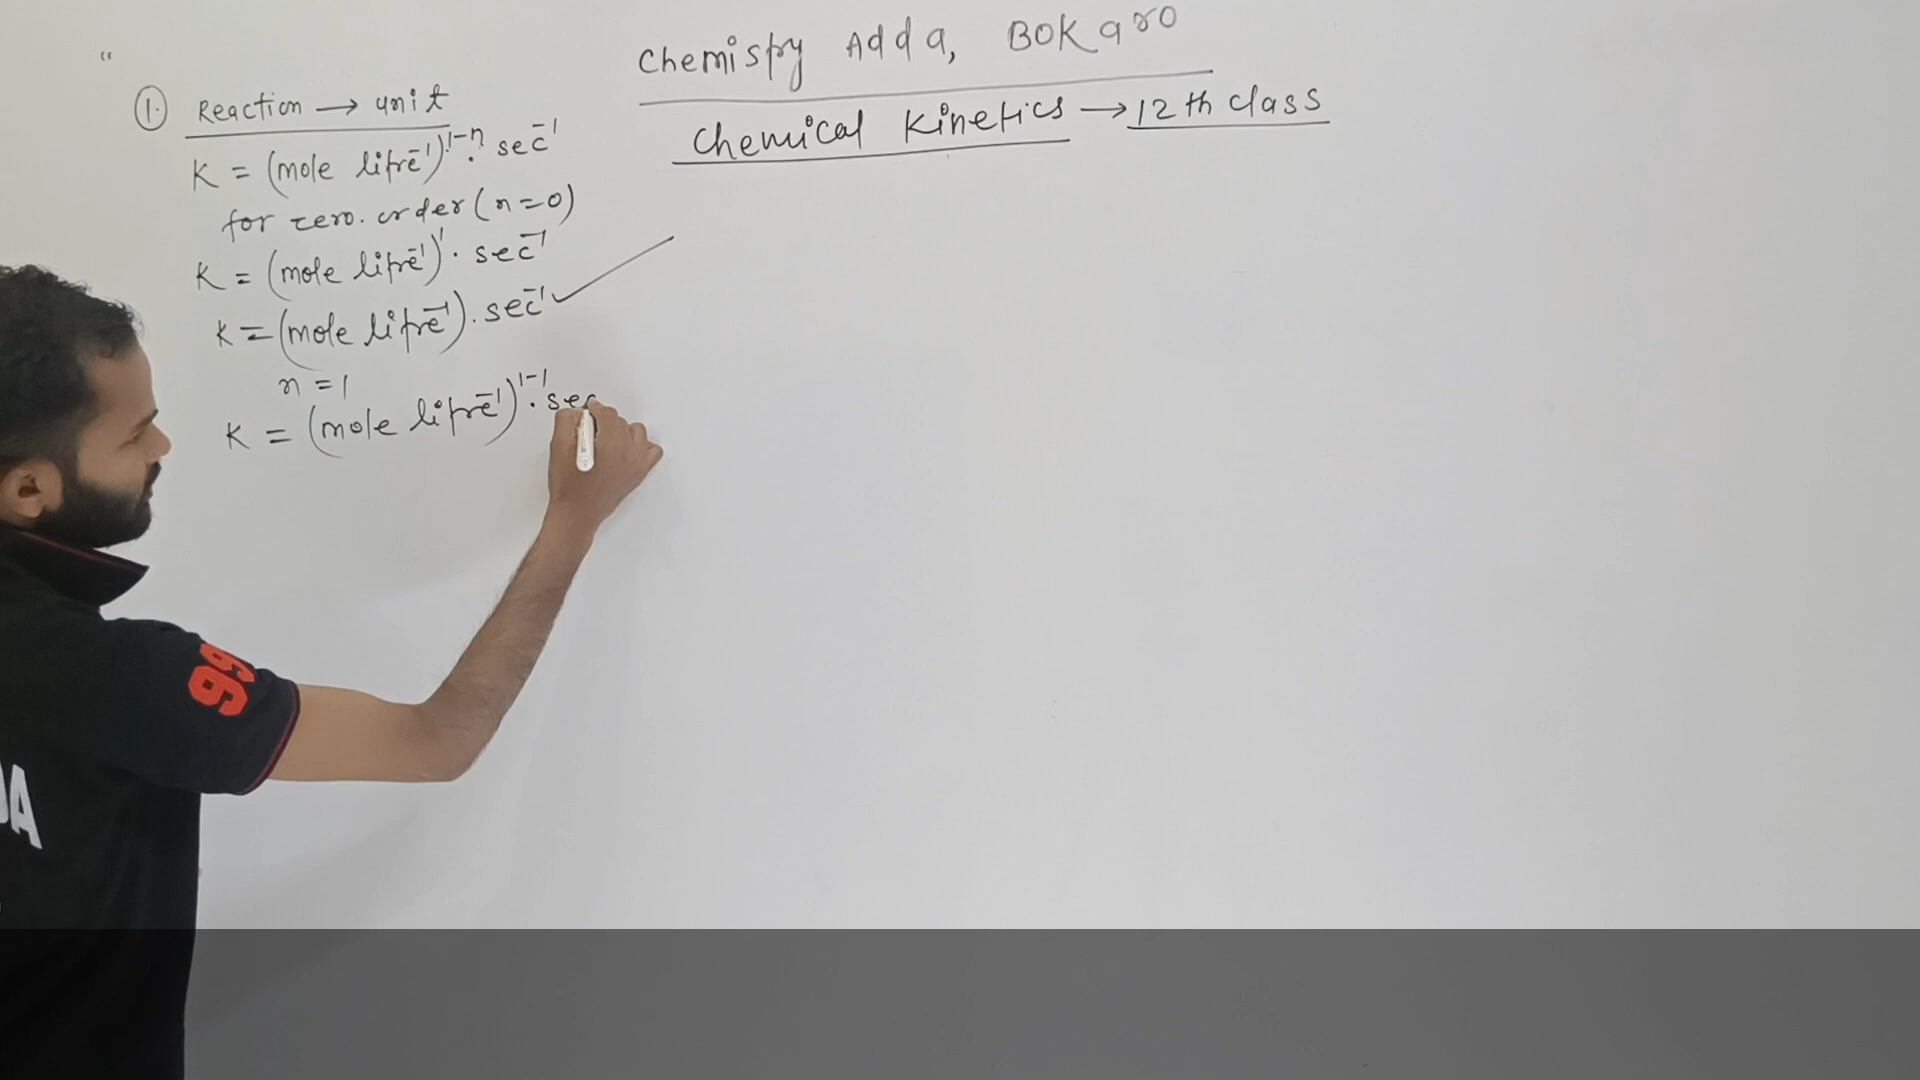 Chemistry Adda, BOKaro
Chemical Kinetics → 12th class
1. Reaction → unit
K = (mole litre⁻¹)¹⁻ⁿ. sec⁻¹
for zero. order (n=0)
K = (mole litre⁻¹)¹. sec⁻¹
K = (mole litre⁻¹). sec⁻¹ ✓
n = 1
K = (mole litre⁻¹)¹⁻¹. sec
99